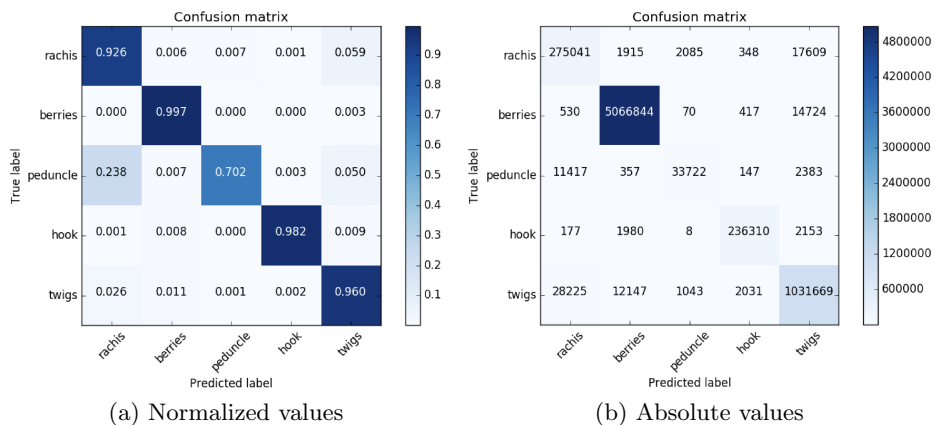 Confusion matrix
rachis 0.926 0.006 0.007 0.001 0.059
berries 0.000 0.997 0.000 0.000 0.003
peduncle 0.238 0.007 0.702 0.003 0.050
hook 0.001 0.008 0.000 0.982 0.009
twigs 0.026 0.011 0.001 0.002 0.960
True label
rachis berries peduncle hook twigs
Predicted label
0.9
0.8
0.7
0.6
0.5
0.4
0.3
0.2
0.1
(a) Normalized values
Confusion matrix
rachis 275041 1915 2085 348 17609
berries 530 5066844 70 417 14724
peduncle 11417 357 33722 147 2383
hook 177 1980 8 236310 2153
twigs 28225 12147 1043 2031 1031669
True label
rachis berries peduncle hook twigs
Predicted label
4800000
4200000
3600000
3000000
2400000
1800000
1200000
600000
(b) Absolute values